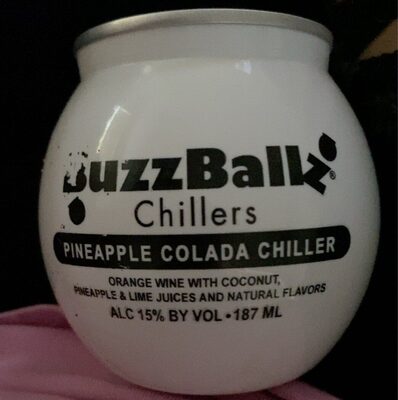 BuzzBallz®
Chillers
PINEAPPLE COLADA CHILLER
ORANGE WINE WITH COCONUT,
PINEAPPLE & LIME JUICES AND NATURAL FLAVORS
ALC 15% BY VOL • 187 ML